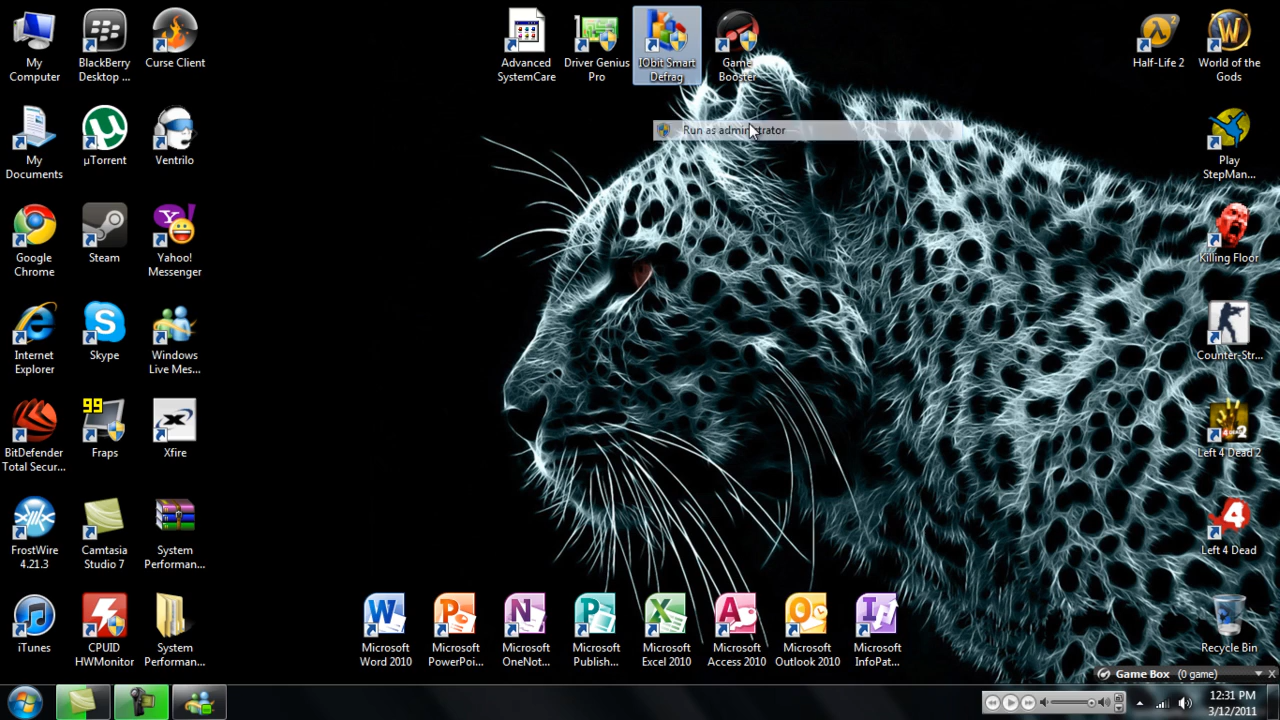 My
Computer
BlackBerry
Desktop ...
Curse Client
My
Documents
µTorrent
Ventrilo
Google
Chrome
Steam
Yahoo!
Messenger
Internet
Explorer
Skype
Windows
Live Mes...
BitDefender
Total Secur...
99
Fraps
Xfire
FrostWire
4.21.3
Camtasia
Studio 7
System
Performan...
iTunes
CPUID
HWMonitor
System
Performan...
Advanced
SystemCare
Driver Genius
Pro
IObit Smart
Defrag
Game
Booster
Run as administrator
Half-Life 2
World of the
Gods
Play
StepMan...
Killing Floor
Counter-Str...
Left 4 Dead 2
Left 4 Dead
Recycle Bin
Microsoft
Word 2010
Microsoft
PowerPoi...
Microsoft
OneNot...
Microsoft
Publish...
Microsoft
Excel 2010
Microsoft
Access 2010
Microsoft
Outlook 2010
Microsoft
InfoPat...
Game Box (0 game)
12:31 PM
3/12/2011